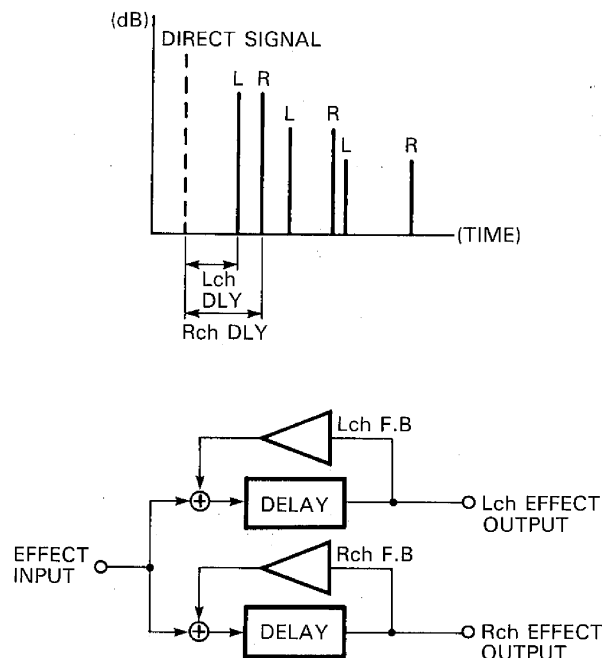 (dB)
DIRECT SIGNAL
L R
L R
L R
(TIME)
Lch
DLY
Rch DLY
Lch F.B
DELAY
Lch EFFECT
OUTPUT
EFFECT
INPUT
Rch F.B
DELAY
Rch EFFECT
OUTPUT